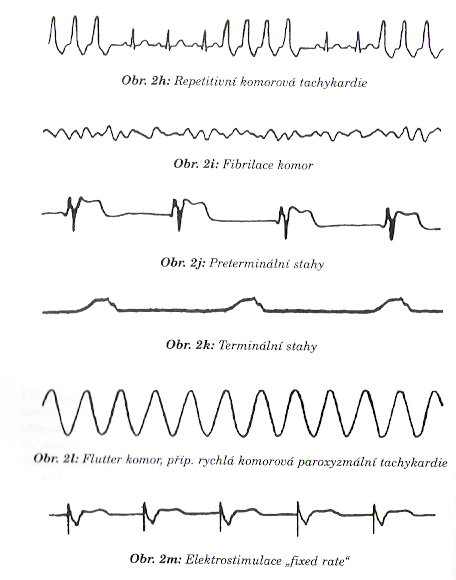 Obr. 2h: Repetitivní komorová tachykardie
Obr. 2i: Fibrilace komor
Obr. 2j: Preterminální stahy
Obr. 2k: Terminální stahy
Obr. 2l: Flutter komor, příp. rychlá komorová paroxyzmální tachykardie
Obr. 2m: Elektrostimulace „fixed rate“